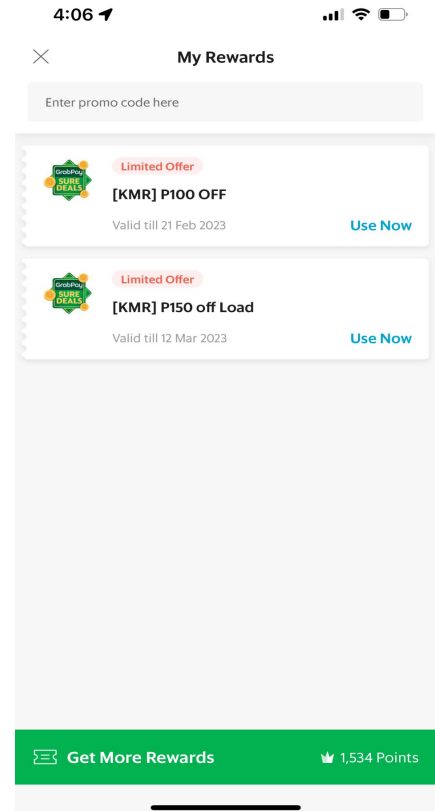 4:06
My Rewards
Enter promo code here
GrabPay
SURE
DEALS
Limited Offer
[KMR] P100 OFF
Valid till 21 Feb 2023
Use Now
GrabPay
SURE
DEALS
Limited Offer
[KMR] P150 off Load
Valid till 12 Mar 2023
Use Now
Get More Rewards
1,534 Points